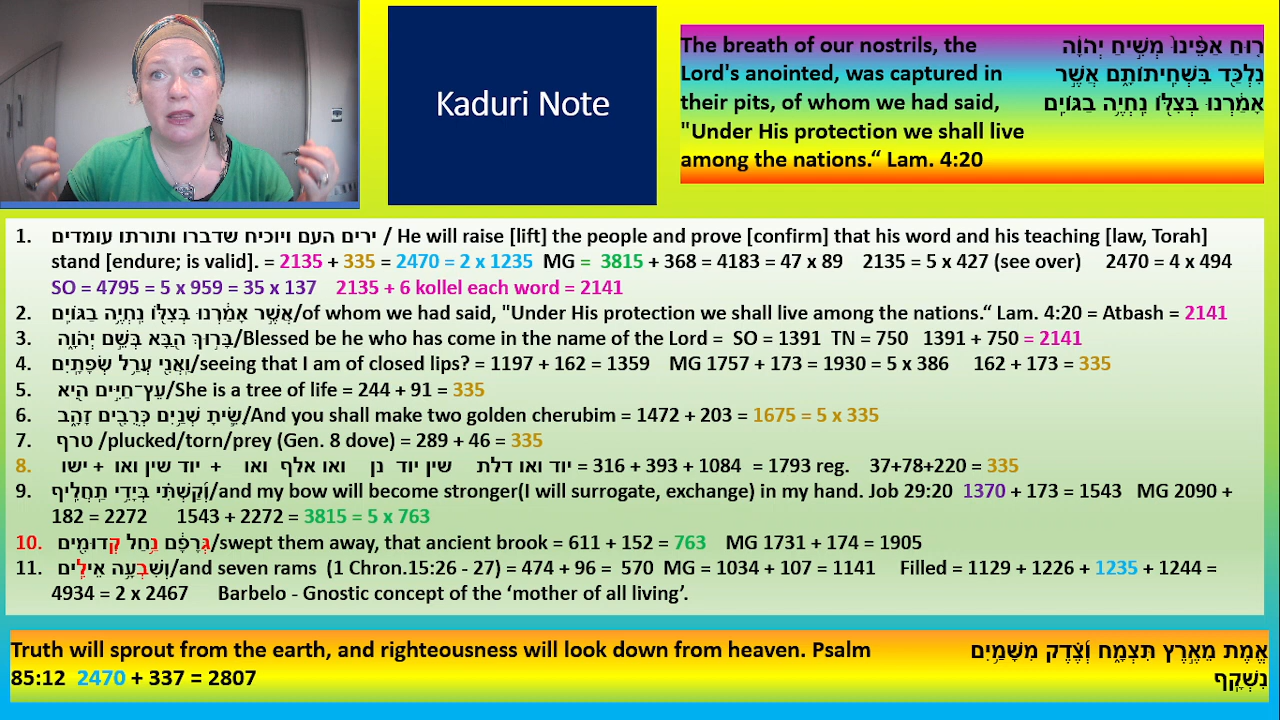 Kaduri Note
The breath of our nostrils, the
Lord's anointed, was captured in
their pits, of whom we had said,
"Under His protection we shall live
among the nations.“ Lam. 4:20
ר֤וּחַ אַפֵּ֙ינוּ֙ מְשִׁ֣יחַ יְהוָ֔ה
נִלְכַּ֖ד בִּשְׁחִיתוֹתָ֑ם אֲשֶׁ֣ר
אָמַ֔רְנוּ בְּצִלּ֖וֹ נִֽחְיֶ֥ה בַגּוֹיִֽם
1. ירים העם ויוכיח שדברו ותורתו עומדים / He will raise [lift] the people and prove [confirm] that his word and his teaching [law, Torah]
stand [endure; is valid]. = 2135 + 335 = 2470 = 2 x 1235 MG = 3815 + 368 = 4183 = 47 x 89 2135 = 5 x 427 (see over) 2470 = 4 x 494
SO = 4795 = 5 x 959 = 35 x 137 2135 + 6 kollel each word = 2141
2. אֲשֶׁ֣ר אָמַ֔רְנוּ בְּצִלּ֖וֹ נִֽחְיֶ֥ה בַגּוֹיִֽם/of whom we had said, "Under His protection we shall live among the nations.“ Lam. 4:20 = Atbash = 2141
3. בָּר֣וּךְ הַ֭בָּא בְּשֵׁ֣ם יְהוָ֑ה/Blessed be he who has come in the name of the Lord = SO = 1391 TN = 750 1391 + 750 = 2141
4. וַאֲנִ֖י עֲרַ֥ל שְׂפָתָֽיִם/seeing that I am of closed lips? = 1197 + 162 = 1359 MG 1757 + 173 = 1930 = 5 x 386 162 + 173 = 335
5. עֵץ־חַיִּ֣ים הִ֭יא/She is a tree of life = 244 + 91 = 335
6. עָשִׂ֛יתָ שְׁנַ֥יִם כְּרֻבִ֖ים זָהָ֑ב/And you shall make two golden cherubim = 1472 + 203 = 1675 = 5 x 335
7. טרף /plucked/torn/prey (Gen. 8 dove) = 289 + 46 = 335
8. יוד ואו דלת שין יוד נן ואו אלף ואו + יוד שין ואו + ישו = 316 + 393 + 1084 = 1793 reg. 37+78+220 = 335
9. וְ֝קַשְׁתִּ֗י בְּיָדִ֥י תַחֲלִֽיף/and my bow will become stronger(I will surrogate, exchange) in my hand. Job 29:20 1370 + 173 = 1543 MG 2090 +
182 = 2272 1543 + 2272 = 3815 = 5 x 763
10. גְּרָפָ֔ם נַ֥חַל קְדוּמִ֖ים/swept them away, that ancient brook = 611 + 152 = 763 MG 1731 + 174 = 1905
11. וְשִׁבְעָ֥ה אֵילִֽים/and seven rams (1 Chron.15:26 - 27) = 474 + 96 = 570 MG = 1034 + 107 = 1141 Filled = 1129 + 1226 + 1235 + 1244 =
4934 = 2 x 2467 Barbelo - Gnostic concept of the ‘mother of all living’.
Truth will sprout from the earth, and righteousness will look down from heaven. Psalm
85:12 2470 + 337 = 2807
אֱ֭מֶת מֵאֶ֣רֶץ תִּצְמָ֑ח וְ֝צֶ֗דֶק מִשָּׁמַ֥יִם
נִשְׁקָֽף